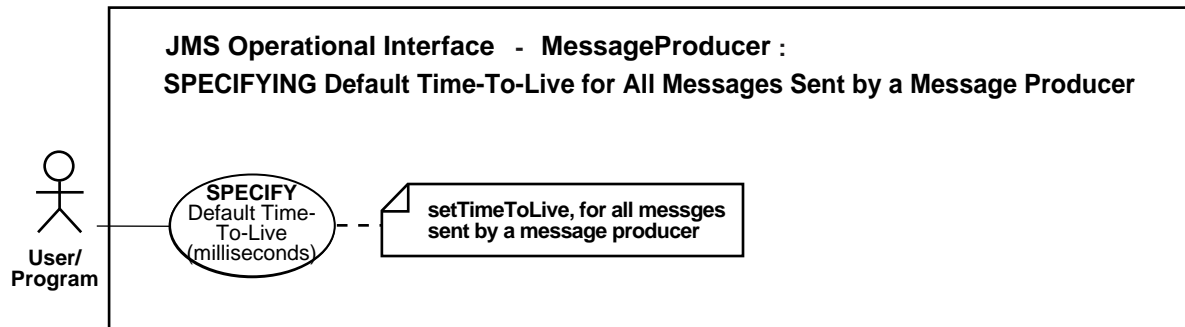 JMS Operational Interface - MessageProducer :
SPECIFYING Default Time-To-Live for All Messages Sent by a Message Producer
SPECIFY
Default Time-
To-Live
(milliseconds)
setTimeToLive, for all messges
sent by a message producer
User/
Program